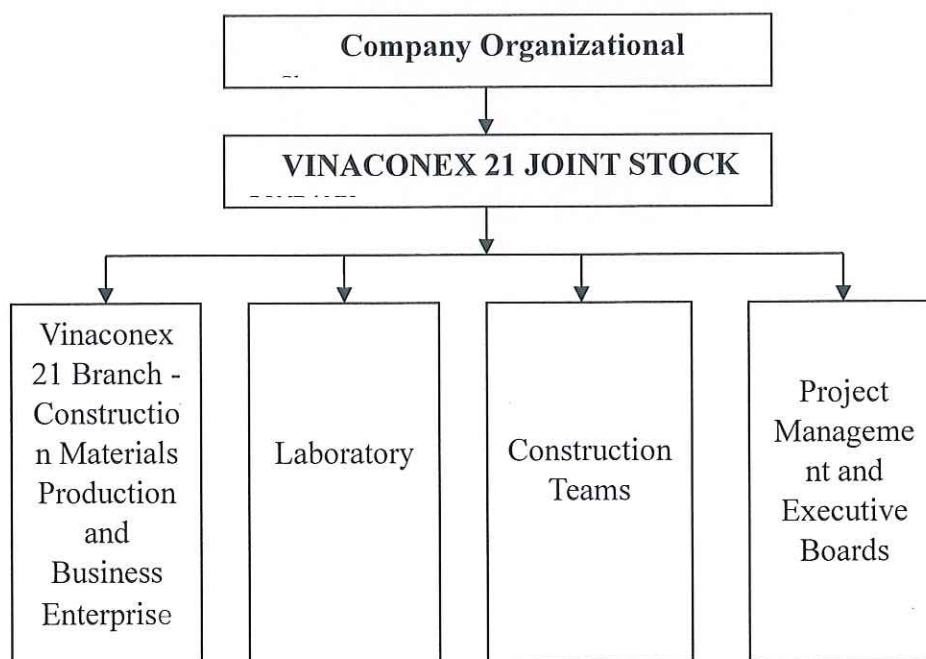 Company Organizational
VINACONEX 21 JOINT STOCK
Vinaconex
21 Branch -
Constructio
n Materials
Production
and
Business
Enterprise
Laboratory
Construction
Teams
Project
Manageme
nt and
Executive
Boards